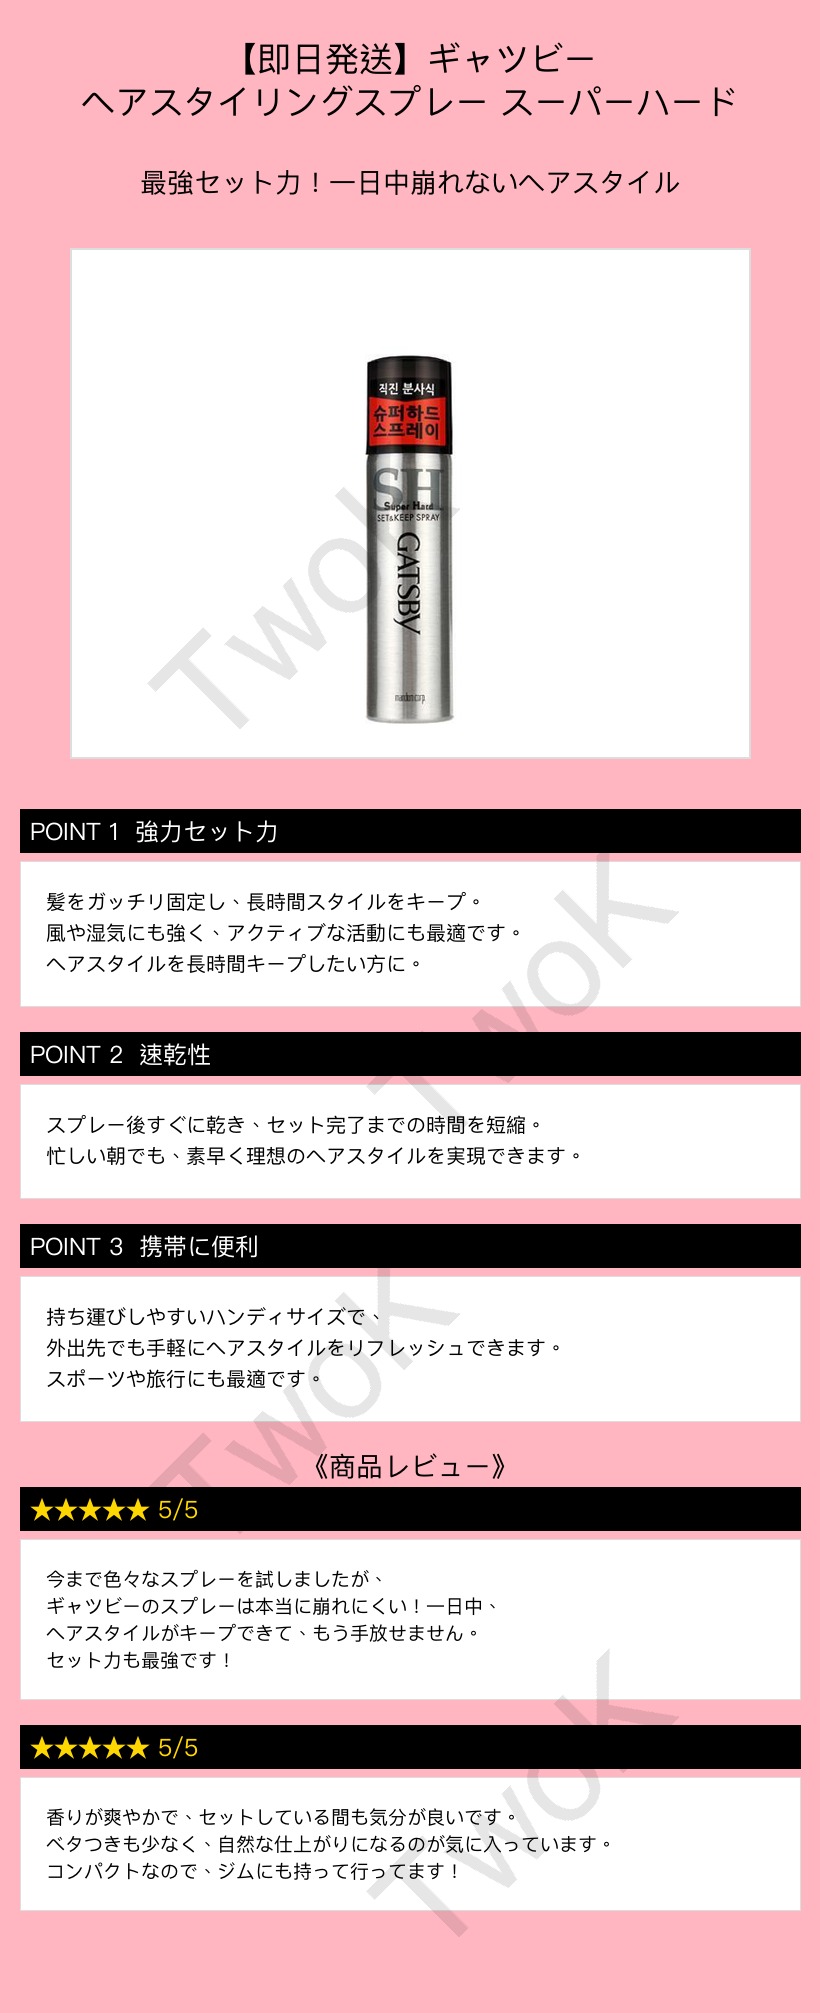 【即日発送】ギャツビー
ヘアスタイリングスプレー スーパーハード
最強セット力！一日中崩れないヘアスタイル
직진 분사식
슈퍼하드
스프레이
SH
Super Hard
SET&KEEP SPRAY
GATSBY
mandom corp.
TwoK
POINT 1 強力セット力
髪をガッチリ固定し、長時間スタイルをキープ。
風や湿気にも強く、アクティブな活動にも最適です。
ヘアスタイルを長時間キープしたい方に。
TwoK
POINT 2 速乾性
スプレー後すぐに乾き、セット完了までの時間を短縮。
忙しい朝でも、素早く理想のヘアスタイルを実現できます。
POINT 3 携帯に便利
持ち運びしやすいハンディサイズで、
外出先でも手軽にヘアスタイルをリフレッシュできます。
スポーツや旅行にも最適です。
TwoK
《商品レビュー》
★★★★★ 5/5
今まで色々なスプレーを試しましたが、
ギャツビーのスプレーは本当に崩れにくい！一日中、
ヘアスタイルがキープできて、もう手放せません。
セット力も最強です！
★★★★★ 5/5
香りが爽やかで、セットしている間も気分が良いです。
ベタつきも少なく、自然な仕上がりになるのが気に入っています。
コンパクトなので、ジムにも持って行ってます！
TwoK